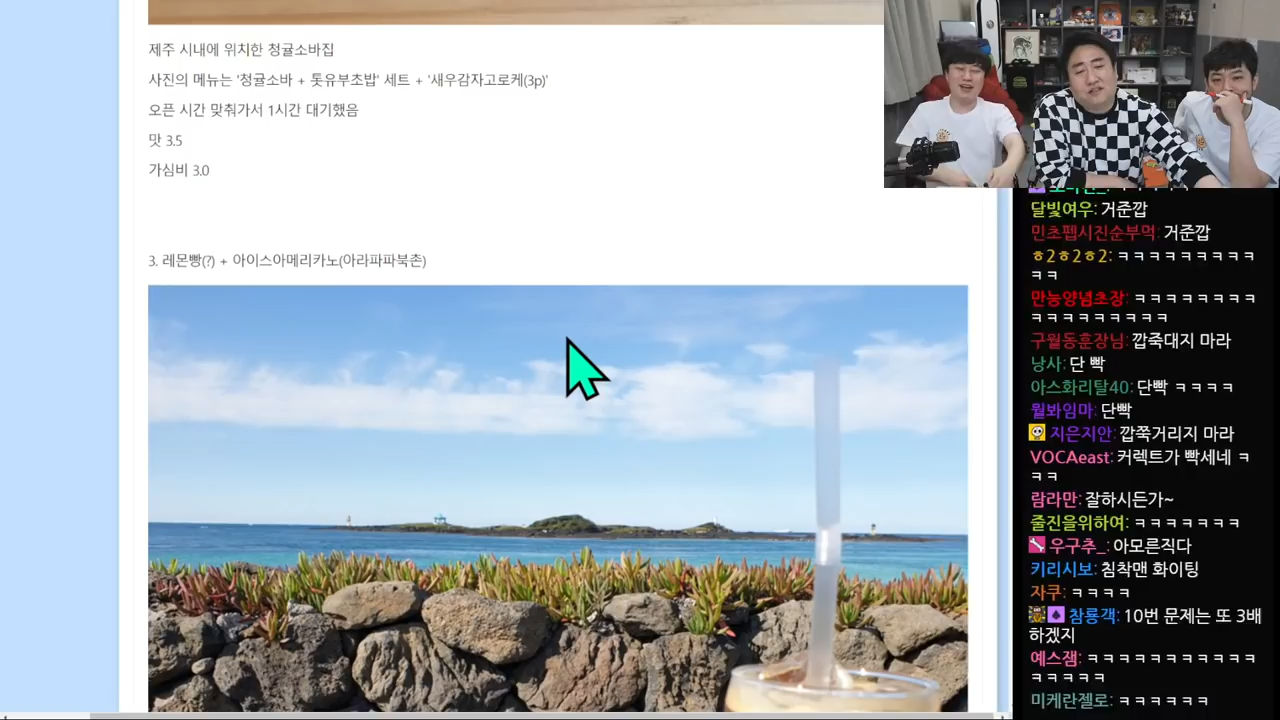 제주 시내에 위치한 청귤소바집
사진의 메뉴는 '청귤소바 + 톳유부초밥' 세트 + '새우감자고로케(3p)'
오픈 시간 맞춰가서 1시간 대기했음
맛 3.5
가심비 3.0
3. 레몬빵(?) + 아이스아메리카노(아라파파북촌)
달빛여우: 거준깝
민초펩시진순부먹: 거준깝
ㅎ2ㅎ2ㅎ2: ㅋㅋㅋㅋㅋㅋㅋㅋㅋ
ㅋㅋ
만능양념초장: ㅋㅋㅋㅋㅋㅋㅋㅋ
ㅋㅋㅋㅋㅋㅋㅋㅋㅋ
구월동훈장님: 깝죽대지 마라
낭사: 단 빡
아스화리탈40: 단빡 ㅋㅋㅋㅋ
뭘봐임마: 단빡
지은지안: 깝쭉거리지 마라
VOCAeast: 커렉트가 빡세네 ㅋ
ㅋㅋ
람라만: 잘하시든가~
줄진을위하여: ㅋㅋㅋㅋㅋㅋㅋ
우구추_: 아모른직다
키리시보: 침착맨 화이팅
자쿠: ㅋㅋㅋㅋ
참룡객: 10번 문제는 또 3배
하겠지
예스잼: ㅋㅋㅋㅋㅋㅋㅋㅋㅋㅋㅋ
ㅋㅋㅋㅋㅋ
미케란젤로: ㅋㅋㅋㅋㅋㅋ